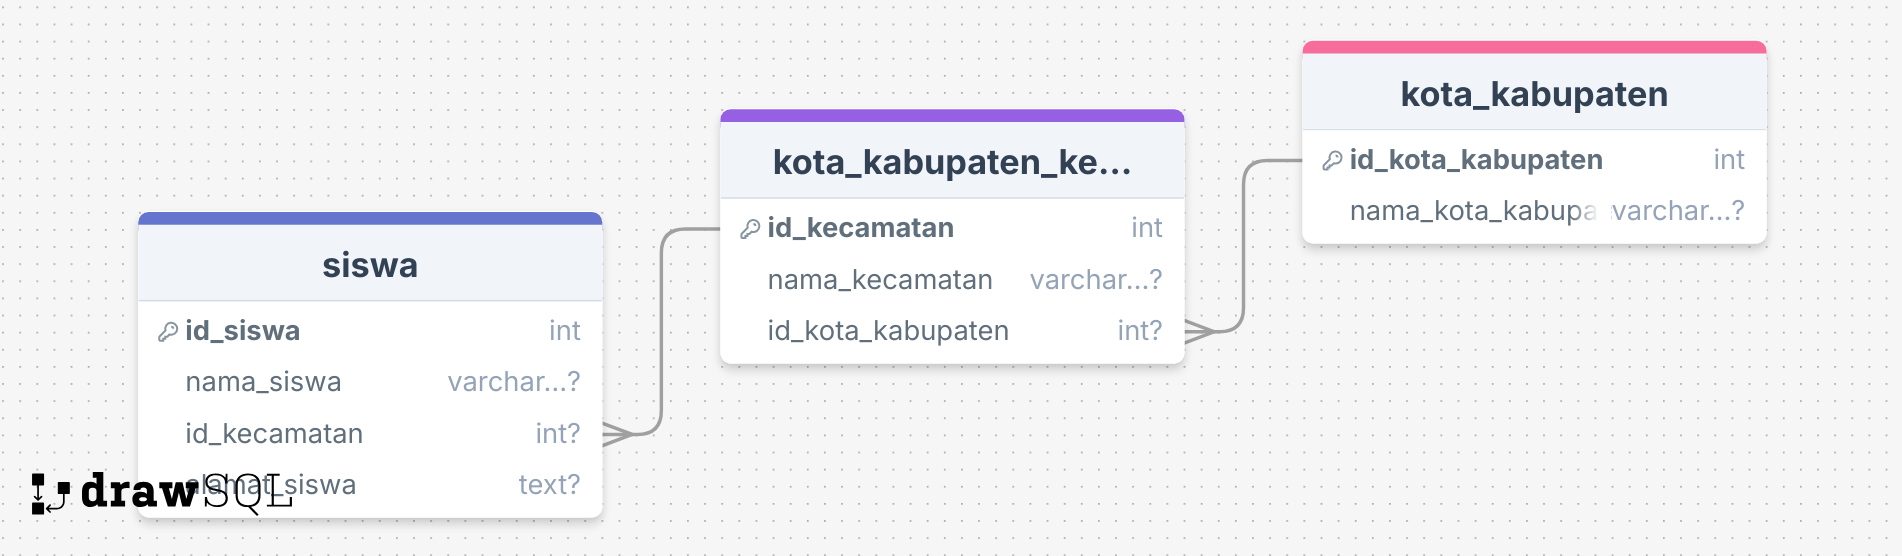 kota_kabupaten
id_kota_kabupaten int
nama_kota_kabupa varchar...?
kota_kabupaten_ke...
id_kecamatan int
nama_kecamatan varchar...?
id_kota_kabupaten int?
siswa
id_siswa int
nama_siswa varchar...?
id_kecamatan int?
alamat_siswa text?
drawSQL